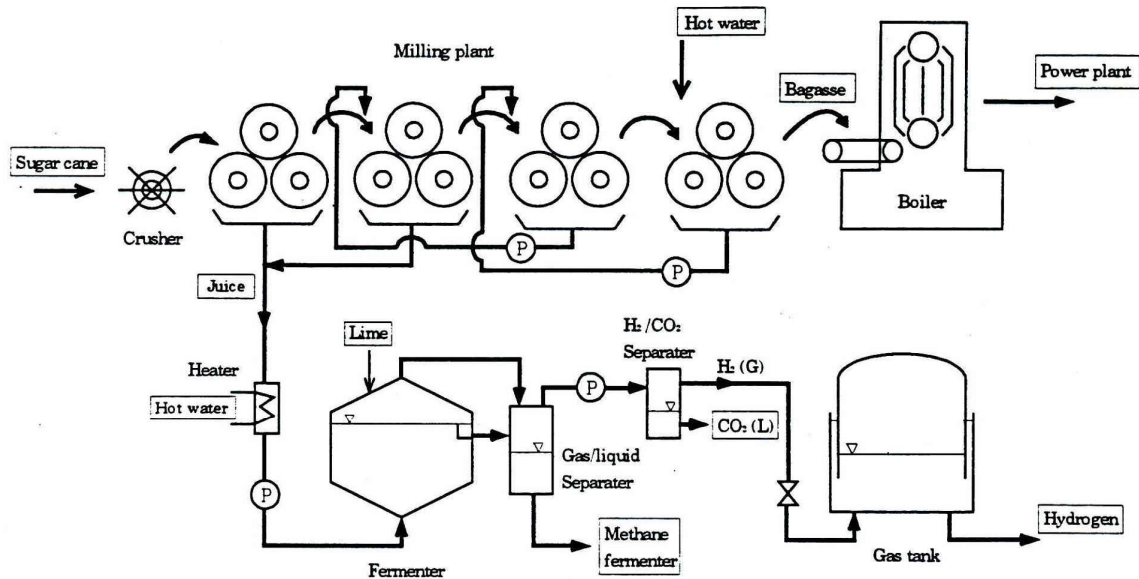 Hot water
Milling plant
Bagasse
Power plant
Sugar cane
Crusher
Boiler
P
P
Juice
Lime
H₂/CO₂
Separater
H₂ (G)
Heater
Hot water
P
CO₂ (L)
Gas/liquid
Separater
P
Methane
fermenter
Fermenter
Gas tank
Hydrogen